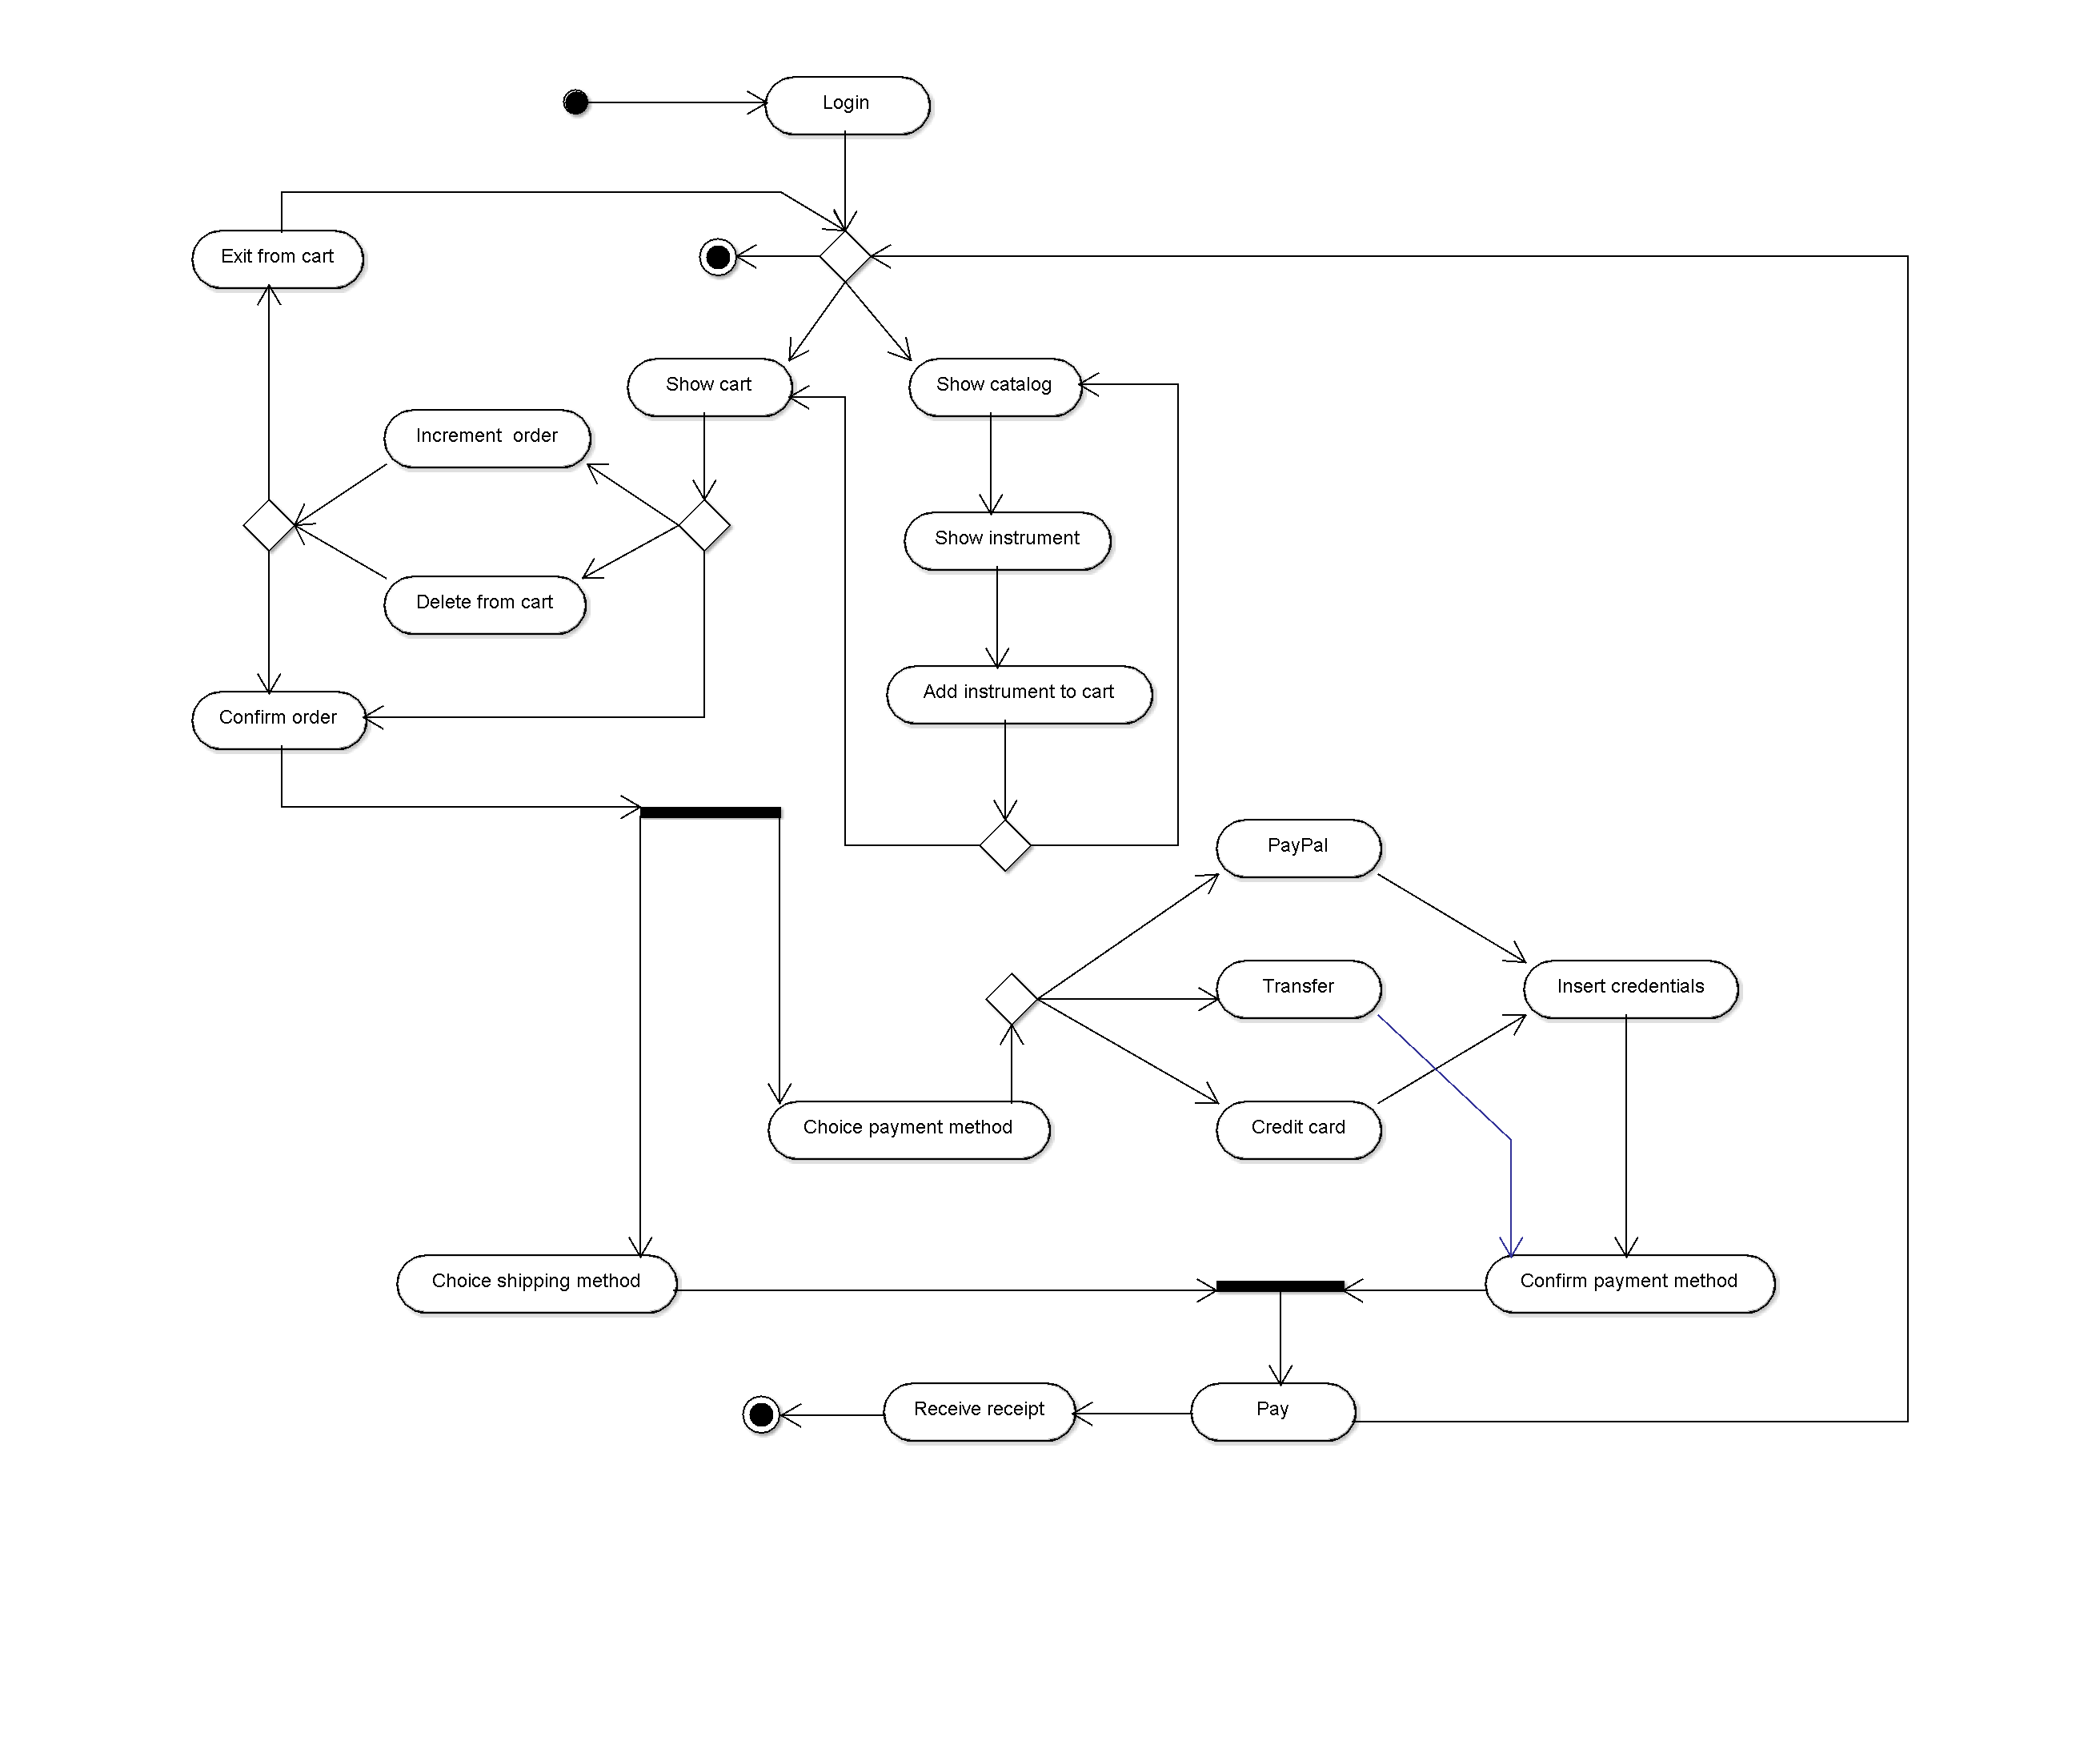 Login
Exit from cart
Show cart
Show catalog
Increment  order
Show instrument
Delete from cart
Add instrument to cart
Confirm order
PayPal
Transfer
Insert credentials
Choice payment method
Credit card
Choice shipping method
Confirm payment method
Receive receipt
Pay